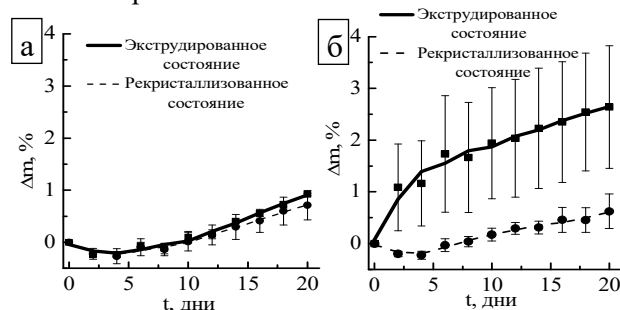 а
Экструдированное
состояние
Рекристаллизованное
состояние
Δm, %
4
3
2
1
0
0 5 10 15 20
t, дни
б
Экструдированное
состояние
Рекристаллизованное
состояние
Δm, %
4
3
2
1
0
0 5 10 15 20
t, дни